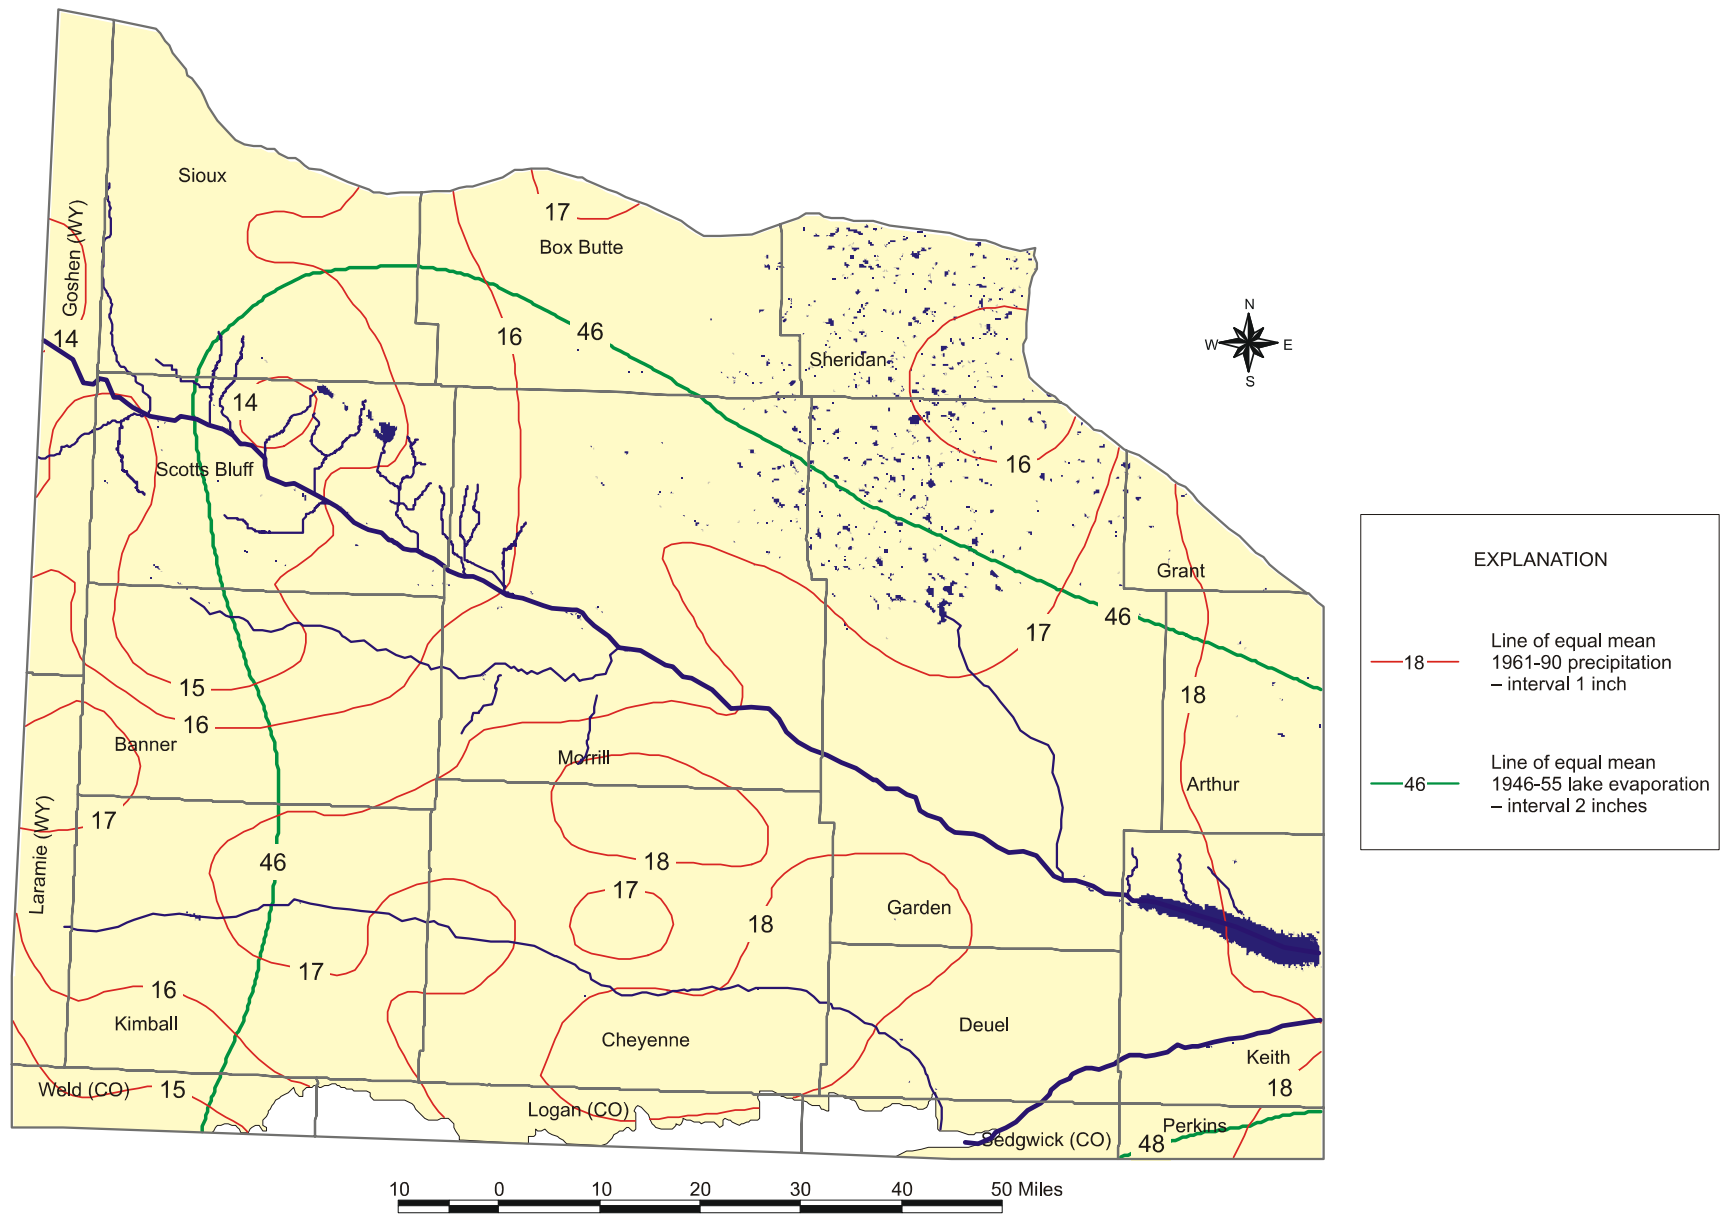 Sioux
Goshen (WY)
17
Box Butte
14
16
46
N
W
E
S
Sheridan
14
Scotts Bluff
16
Grant
46
17
15
18
16
Banner
Morrill
Arthur
17
Laramie (WY)
46
18
17
18
Garden
17
16
Kimball
Cheyenne
Deuel
Keith
Weld (CO)
15
18
Logan (CO)
Perkins
Sedgwick (CO)
48
EXPLANATION
18
Line of equal mean
1961-90 precipitation
– interval 1 inch
46
Line of equal mean
1946-55 lake evaporation
– interval 2 inches
10 0 10 20 30 40 50 Miles